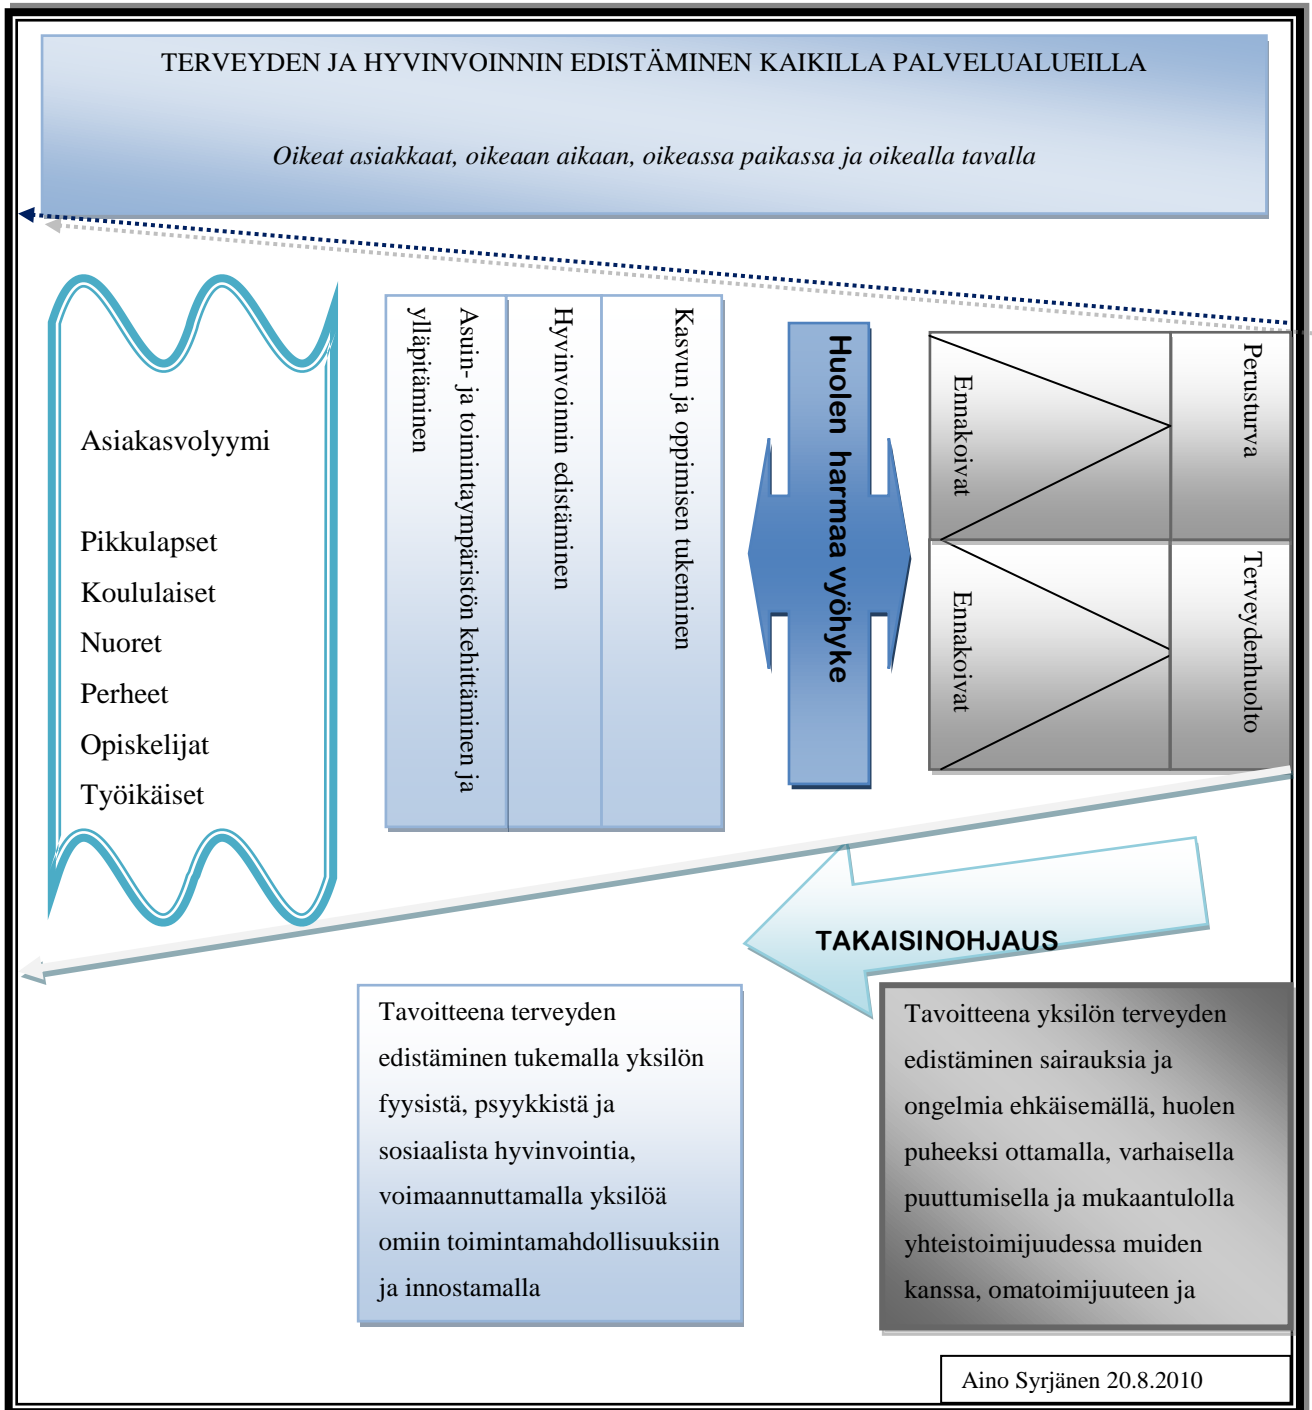 TERVEYDEN JA HYVINVOINNIN EDISTÄMINEN KAIKILLA PALVELUALUEILLA
Oikeat asiakkaat, oikeaan aikaan, oikeassa paikassa ja oikealla tavalla
Asiakasvolyymi
Pikkulapset
Koululaiset
Nuoret
Perheet
Opiskelijat
Työikäiset
Asuin- ja toimintaympäristön kehittäminen ja
ylläpitäminen
Hyvinvoinnin edistäminen
Kasvun ja oppimisen tukeminen
Huolen harmaa vyöhyke
Ennakoivat
Perusturva
Ennakoivat
Terveydenhuolto
TAKAISINOHJAUS
Tavoitteena terveyden
edistäminen tukemalla yksilön
fyysistä, psyykkistä ja
sosiaalista hyvinvointia,
voimaannuttamalla yksilöä
omiin toimintamahdollisuuksiin
ja innostamalla
Tavoitteena yksilön terveyden
edistäminen sairauksia ja
ongelmia ehkäisemällä, huolen
puheeksi ottamalla, varhaisella
puuttumisella ja mukaantulolla
yhteistoimijuudessa muiden
kanssa, omatoimijuuteen ja
Aino Syrjänen 20.8.2010